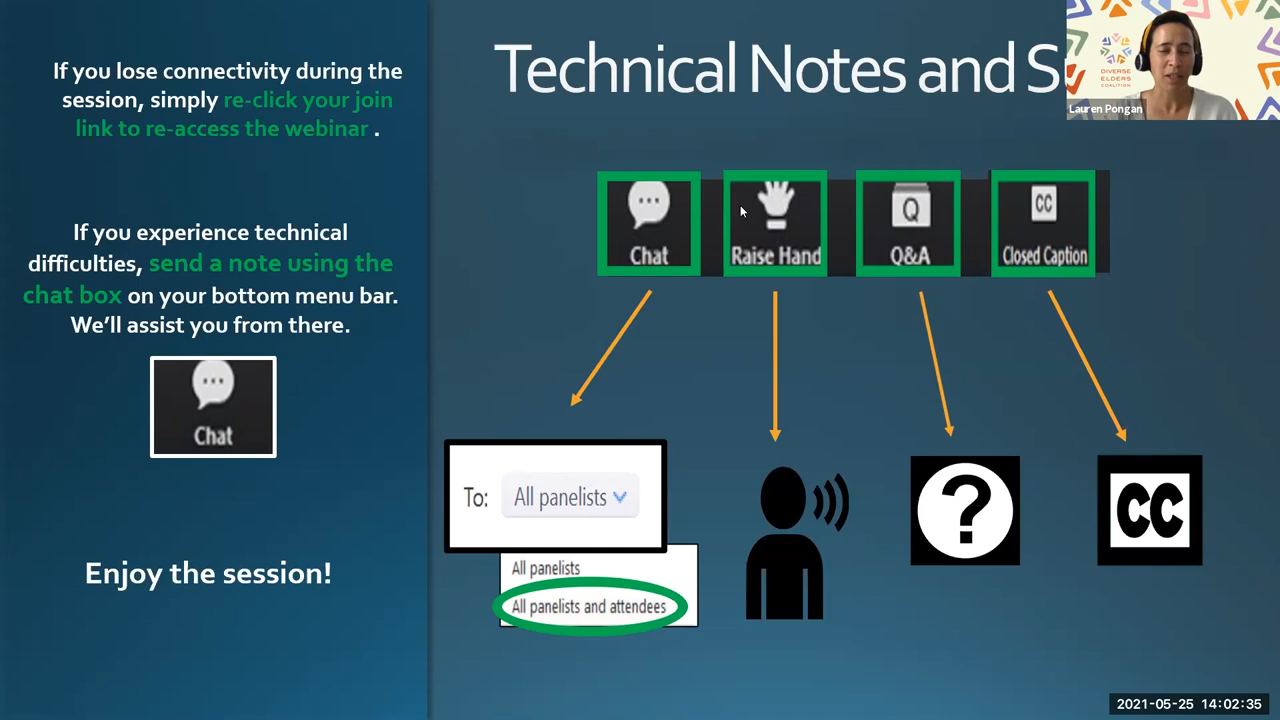 If you lose connectivity during the
session, simply re-click your join
link to re-access the webinar .
If you experience technical
difficulties, send a note using the
chat box on your bottom menu bar.
We'll assist you from there.
Chat
Enjoy the session!
Technical Notes and S
DIVERSE
ELDERS
COALITION
Lauren Pongan
Chat
Raise Hand
Q
Q&A
CC
Closed Caption
To: All panelists
All panelists
All panelists and attendees
?
CC
2021-05-25 14:02:35